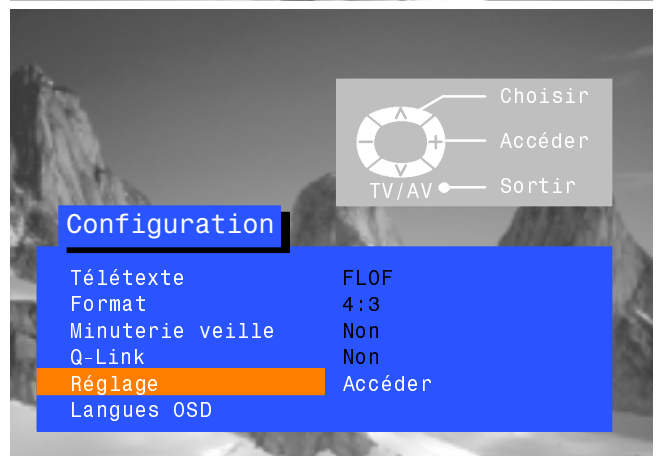 Choisir
Accéder
TV/AV Sortir
Configuration
Télétexte FLOF
Format 4:3
Minuterie veille Non
Q-Link Non
Réglage Accéder
Langues OSD